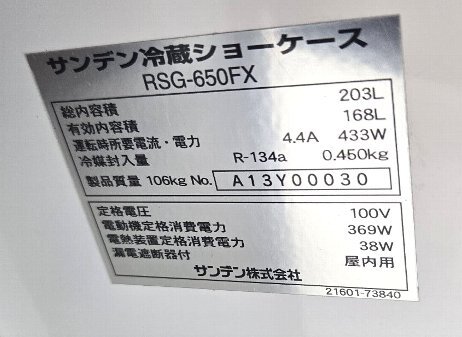 サンデン冷蔵ショーケース
RSG-650FX
総内容積 203L
有効内容積 168L
運転時所要電流・電力 4.4A 433W
冷媒封入量 R-134a 0.450kg
製品質量 106kg No. A13Y00030
定格電圧 100V
電動機定格消費電力 369W
電熱装置定格消費電力 38W
漏電遮断器付 屋内用
サンデン株式会社
21601-73840